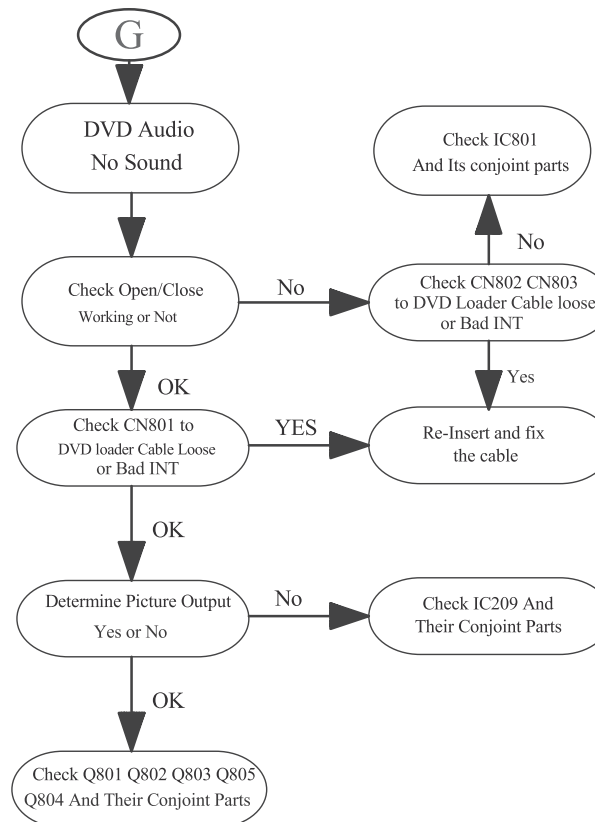 G
DVD Audio
No Sound
Check IC801
And Its conjoint parts
No
Check Open/Close
Working or Not
No
Check CN802 CN803
to DVD Loader Cable loose
or Bad INT
OK
Yes
Check CN801 to
DVD loader Cable Loose
or Bad INT
YES
Re-Insert and fix
the cable
OK
Determine Picture Output
Yes or No
No
Check IC209 And
Their Conjoint Parts
OK
Check Q801 Q802 Q803 Q805
Q804 And Their Conjoint Parts